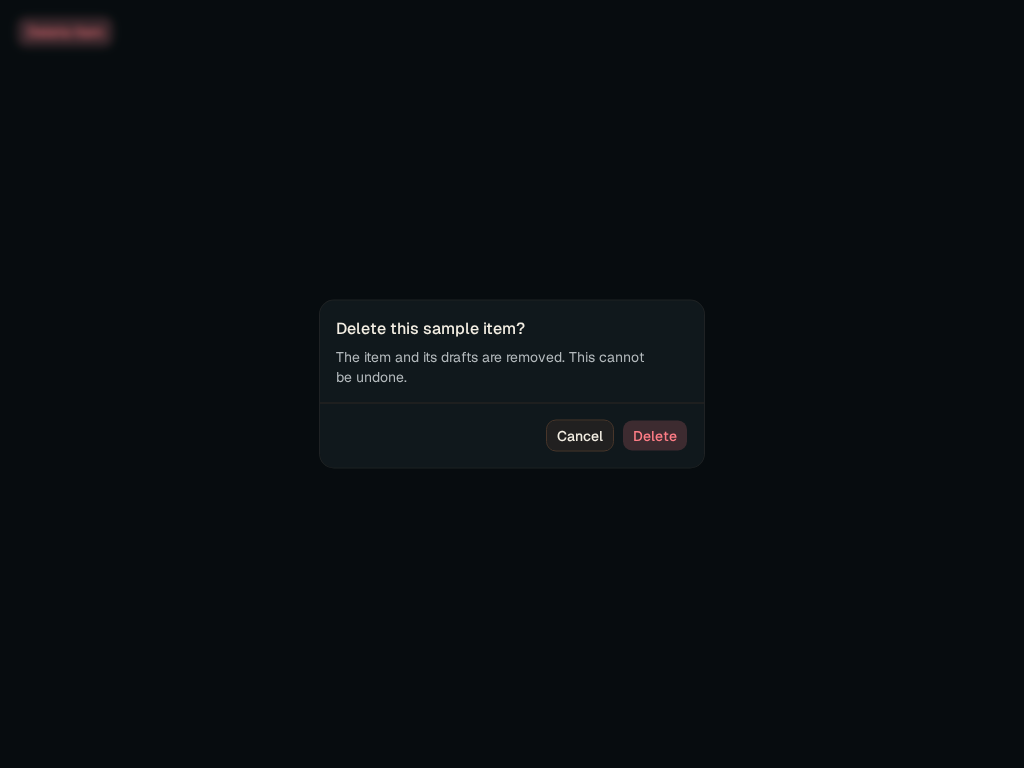 Delete this sample item?
The item and its drafts are removed. This cannot
be undone.
Cancel
Delete